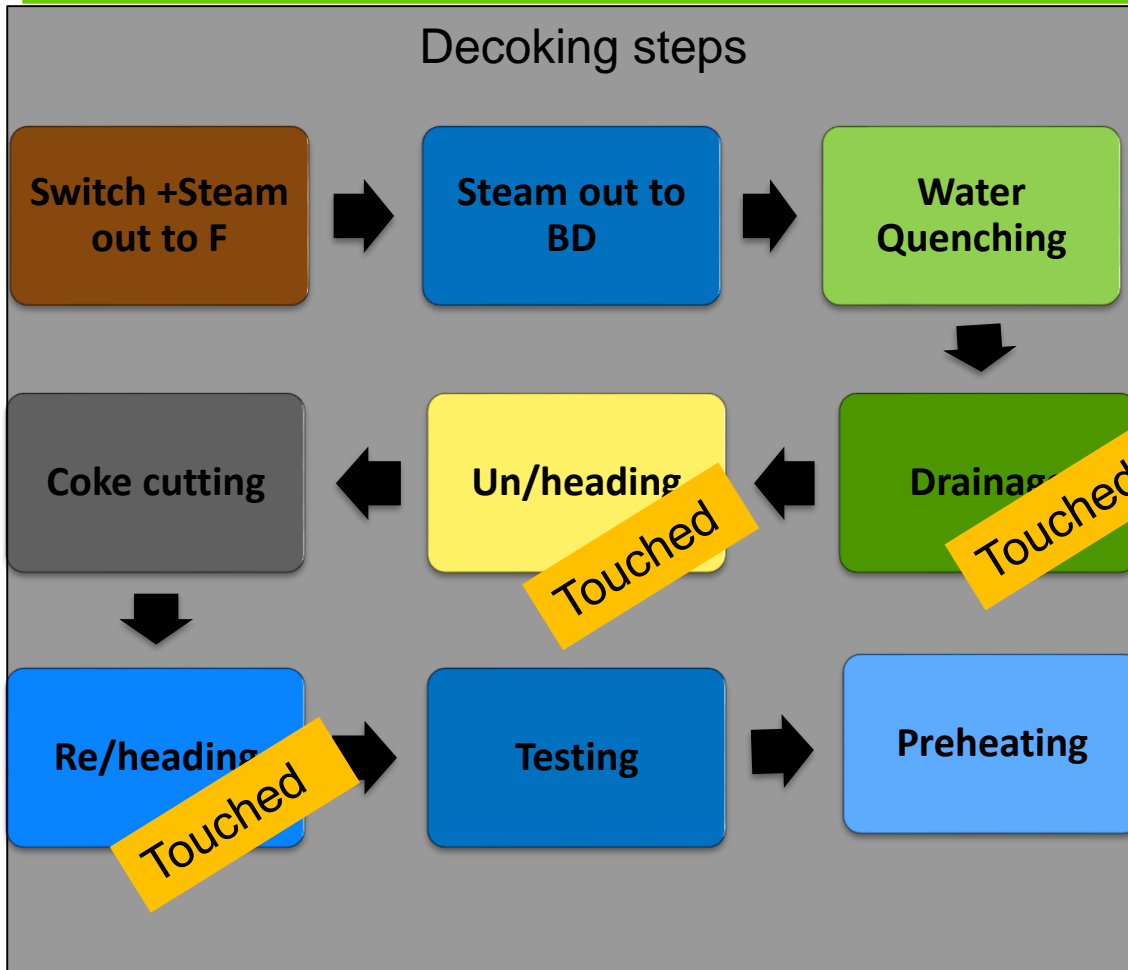 Decoking steps
Switch +Steam
out to F
Steam out to
BD
Water
Quenching
Drainage
Touched
Un/heading
Touched
Coke cutting
Re/heading
Touched
Testing
Preheating